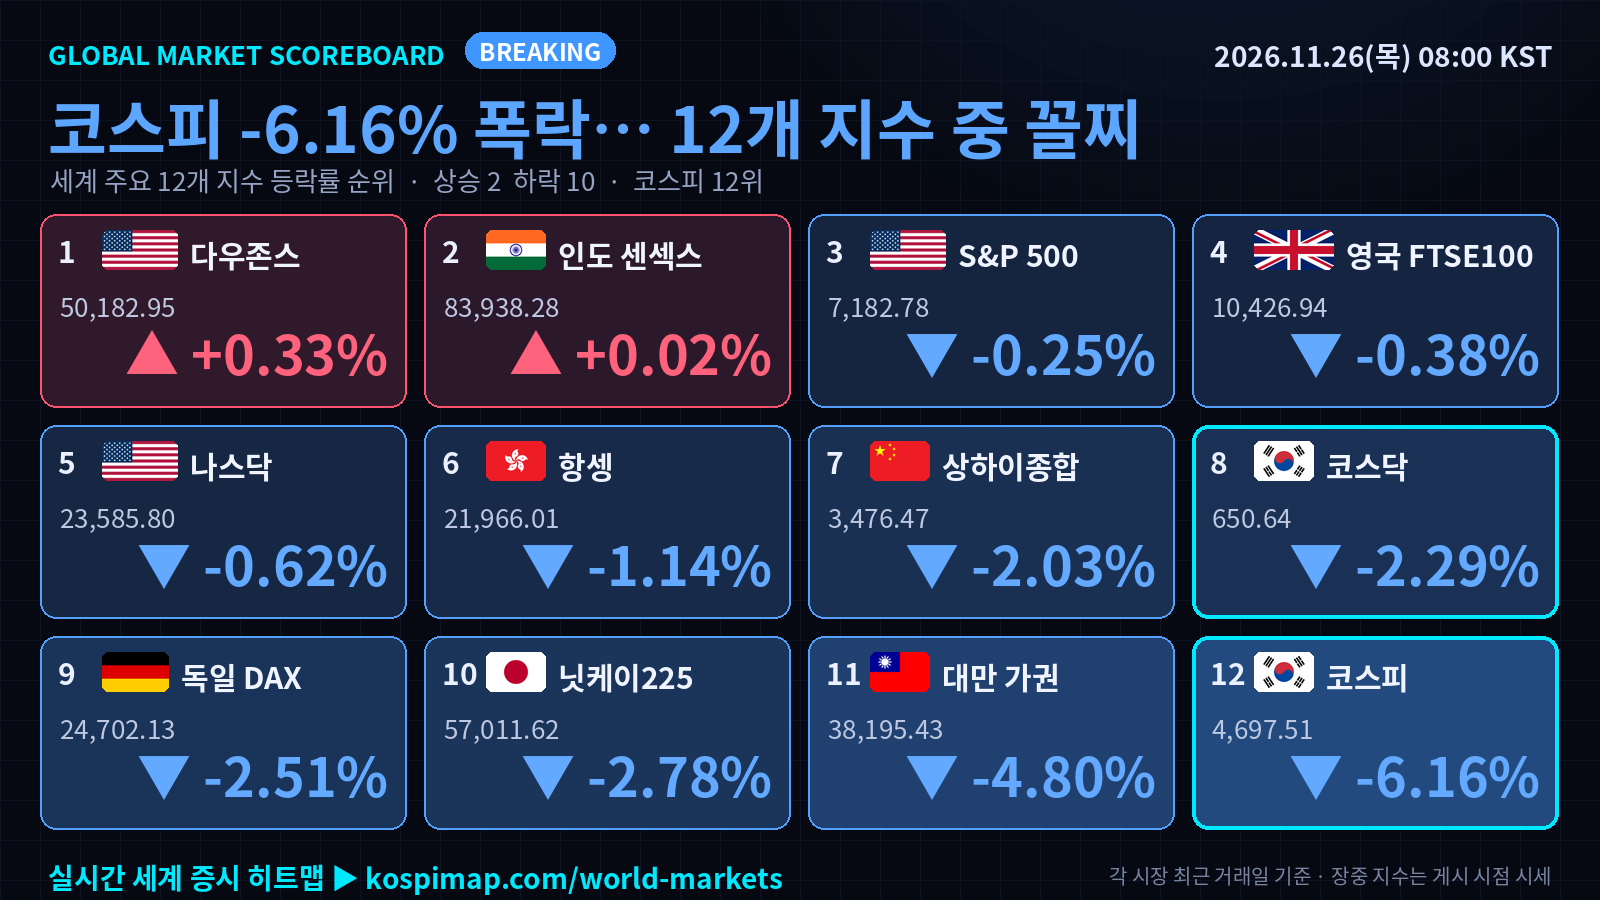 GLOBAL MARKET SCOREBOARD BREAKING 2026.11.26(목) 08:00 KST
코스피 -6.16% 폭락… 12개 지수 중 꼴찌
세계 주요 12개 지수 등락률 순위 · 상승 2 하락 10 · 코스피 12위
1 다우존스
50,182.95
▲ +0.33%
2 인도 센섹스
83,938.28
▲ +0.02%
3 S&P 500
7,182.78
▼ -0.25%
4 영국 FTSE100
10,426.94
▼ -0.38%
5 나스닥
23,585.80
▼ -0.62%
6 항셍
21,966.01
▼ -1.14%
7 상하이종합
3,476.47
▼ -2.03%
8 코스닥
650.64
▼ -2.29%
9 독일 DAX
24,702.13
▼ -2.51%
10 닛케이225
57,011.62
▼ -2.78%
11 대만 가권
38,195.43
▼ -4.80%
12 코스피
4,697.51
▼ -6.16%
실시간 세계 증시 히트맵 ▶ kospimap.com/world-markets
각 시장 최근 거래일 기준 · 장중 지수는 게시 시점 시세